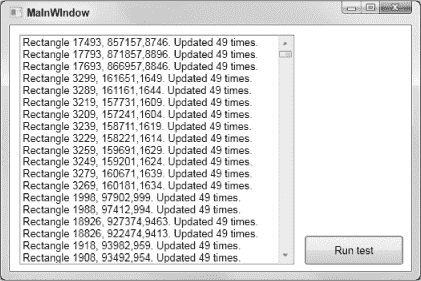 MainWIndow
Rectangle 17493, 857157,8746. Updated 49 times.
Rectangle 17793, 871857,8896. Updated 49 times.
Rectangle 17693, 866957,8846. Updated 49 times.
Rectangle 3299, 161651,1649. Updated 49 times.
Rectangle 3289, 161161,1644. Updated 49 times.
Rectangle 3219, 157731,1609. Updated 49 times.
Rectangle 3209, 157241,1604. Updated 49 times.
Rectangle 3239, 158711,1619. Updated 49 times.
Rectangle 3229, 158221,1614. Updated 49 times.
Rectangle 3259, 159691,1629. Updated 49 times.
Rectangle 3249, 159201,1624. Updated 49 times.
Rectangle 3279, 160671,1639. Updated 49 times.
Rectangle 3269, 160181,1634. Updated 49 times.
Rectangle 1998, 97902,999. Updated 49 times.
Rectangle 1988, 97412,994. Updated 49 times.
Rectangle 18926, 927374,9463. Updated 49 times.
Rectangle 18826, 922474,9413. Updated 49 times.
Rectangle 1918, 93982,959. Updated 49 times.
Rectangle 1908, 93492,954. Updated 49 times.
Run test